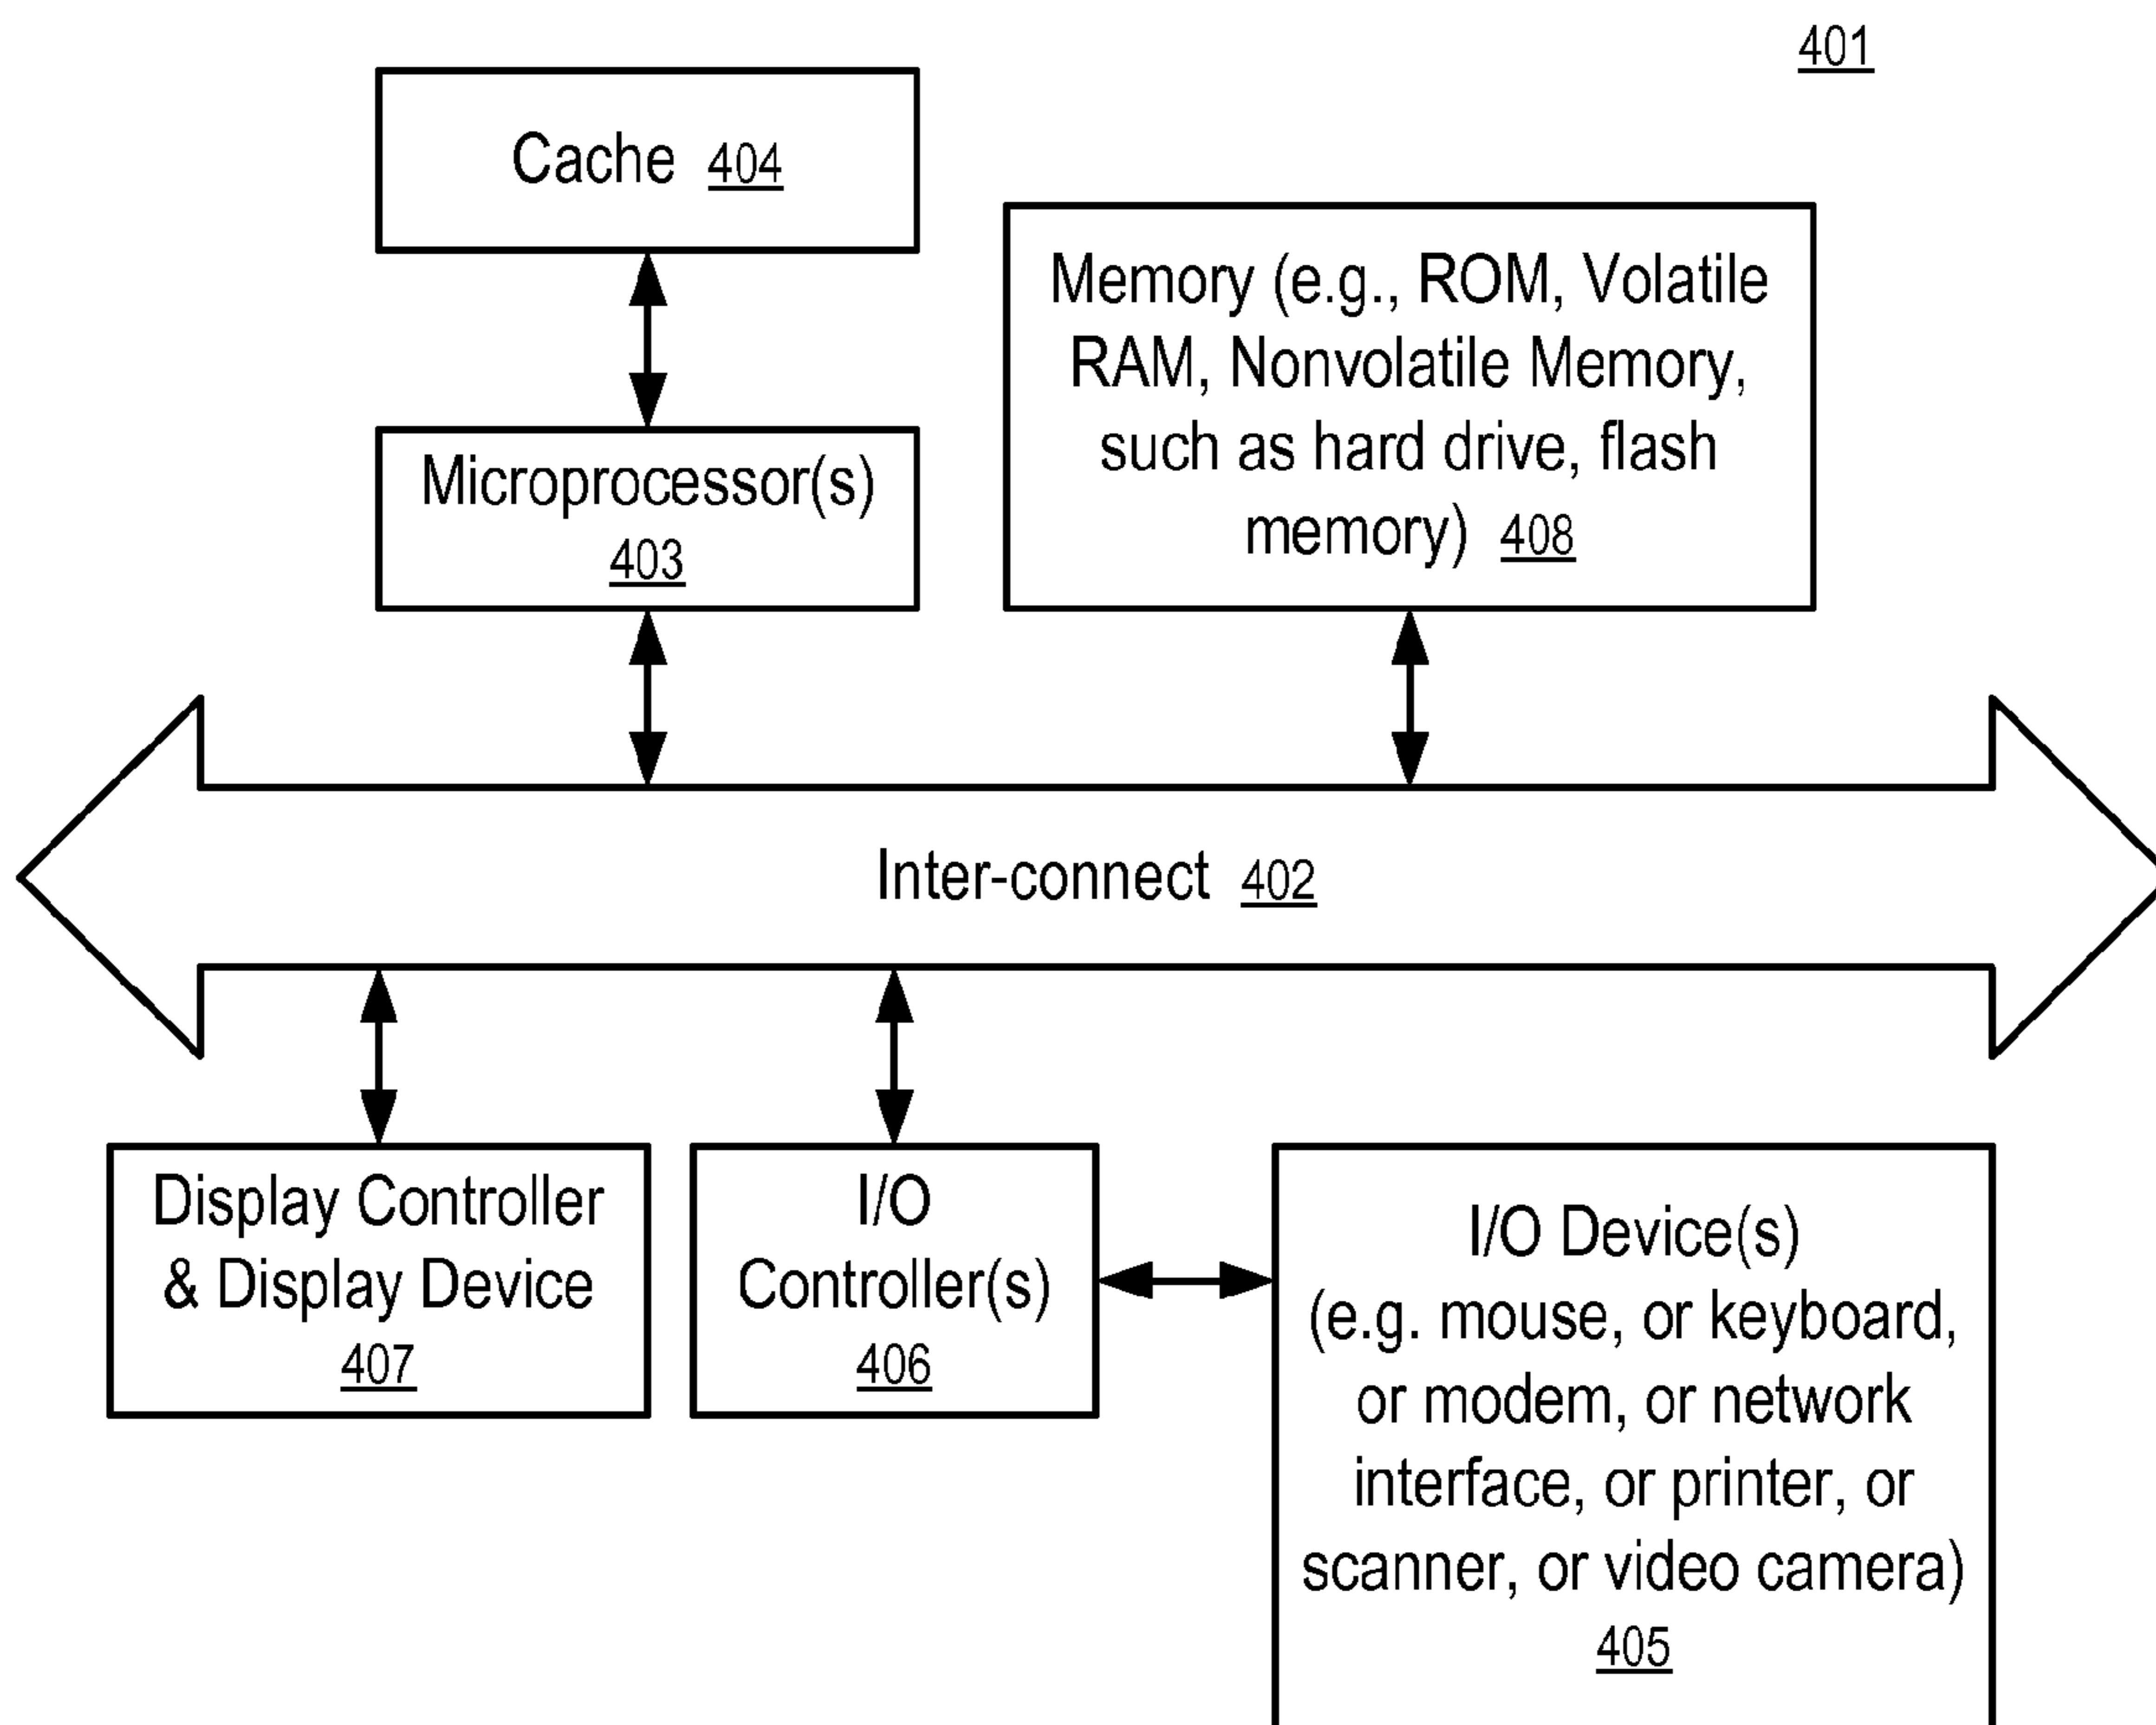 401
Cache 404
Memory (e.g., ROM, Volatile
RAM, Nonvolatile Memory,
such as hard drive, flash
memory) 408
Microprocessor(s)
403
Inter-connect 402
Display Controller
& Display Device
407
I/O
Controller(s)
406
I/O Device(s)
(e.g. mouse, or keyboard,
or modem, or network
interface, or printer, or
scanner, or video camera)
405